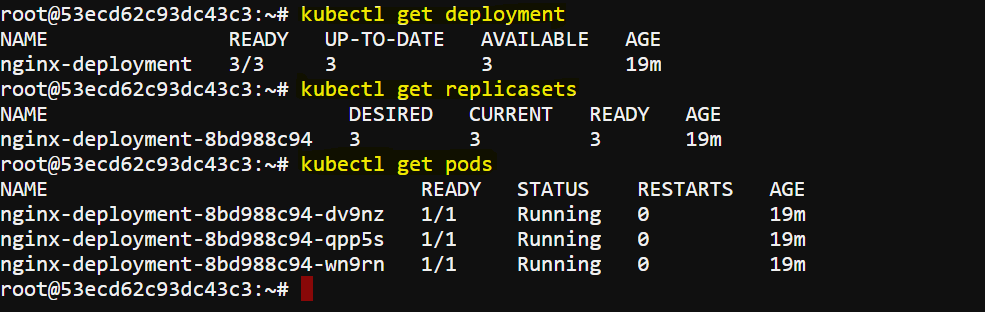 root@53ecd62c93dc43c3:~# kubectl get deployment
NAME               READY   UP-TO-DATE   AVAILABLE   AGE
nginx-deployment   3/3     3            3           19m
root@53ecd62c93dc43c3:~# kubectl get replicasets
NAME                         DESIRED   CURRENT   READY   AGE
nginx-deployment-8bd988c94   3         3         3       19m
root@53ecd62c93dc43c3:~# kubectl get pods
NAME                               READY   STATUS    RESTARTS   AGE
nginx-deployment-8bd988c94-dv9nz   1/1     Running   0          19m
nginx-deployment-8bd988c94-qpp5s   1/1     Running   0          19m
nginx-deployment-8bd988c94-wn9rn   1/1     Running   0          19m
root@53ecd62c93dc43c3:~#